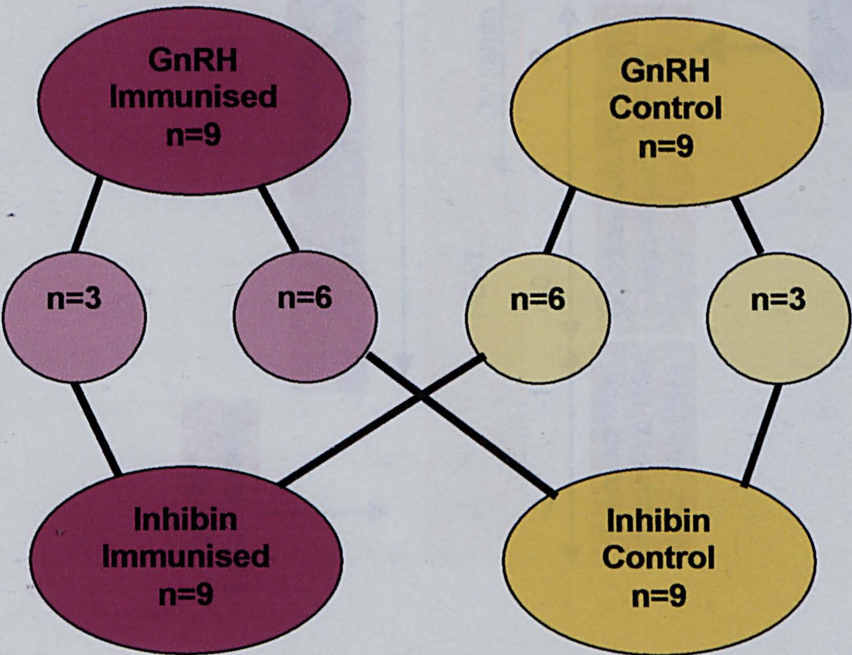 GnRH
Immunised
n=9
GnRH
Control
n=9
n=3
n=6
n=6
n=3
Inhibin
Immunised
n=9
Inhibin
Control
n=9